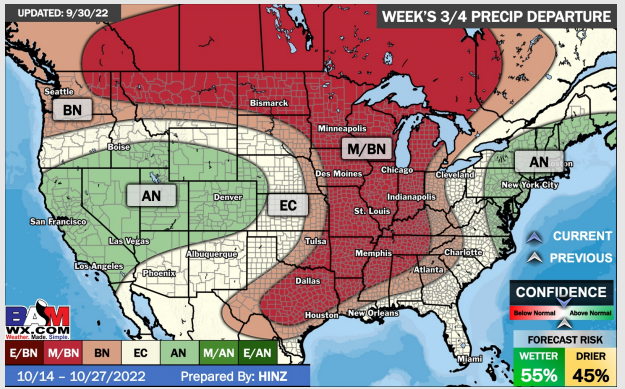 UPDATED: 9/30/22
WEEK'S 3/4 PRECIP DEPARTURE
Seattle
BN
Bismarck
Minneapolis
M/BN
Boise
Des Moines
Chicago
Cleveland
AN
New York City
AN
Denver
EC
Indianapolis
St. Louis
San Francisco
Las Vegas
Albuquerque
Tulsa
Memphis
Charlotte
CURRENT
PREVIOUS
Los Angeles
Phoenix
Dallas
Atlanta
Houston
New Orleans
Miami
CONFIDENCE
Below Normal
Above Normal
FORECAST RISK
WETTER
55%
DRIER
45%
BAM
WX.COM
Weather. Made. Simple.
E/BN
M/BN
BN
EC
AN
M/AN
E/AN
10/14 – 10/27/2022
Prepared By: HINZ